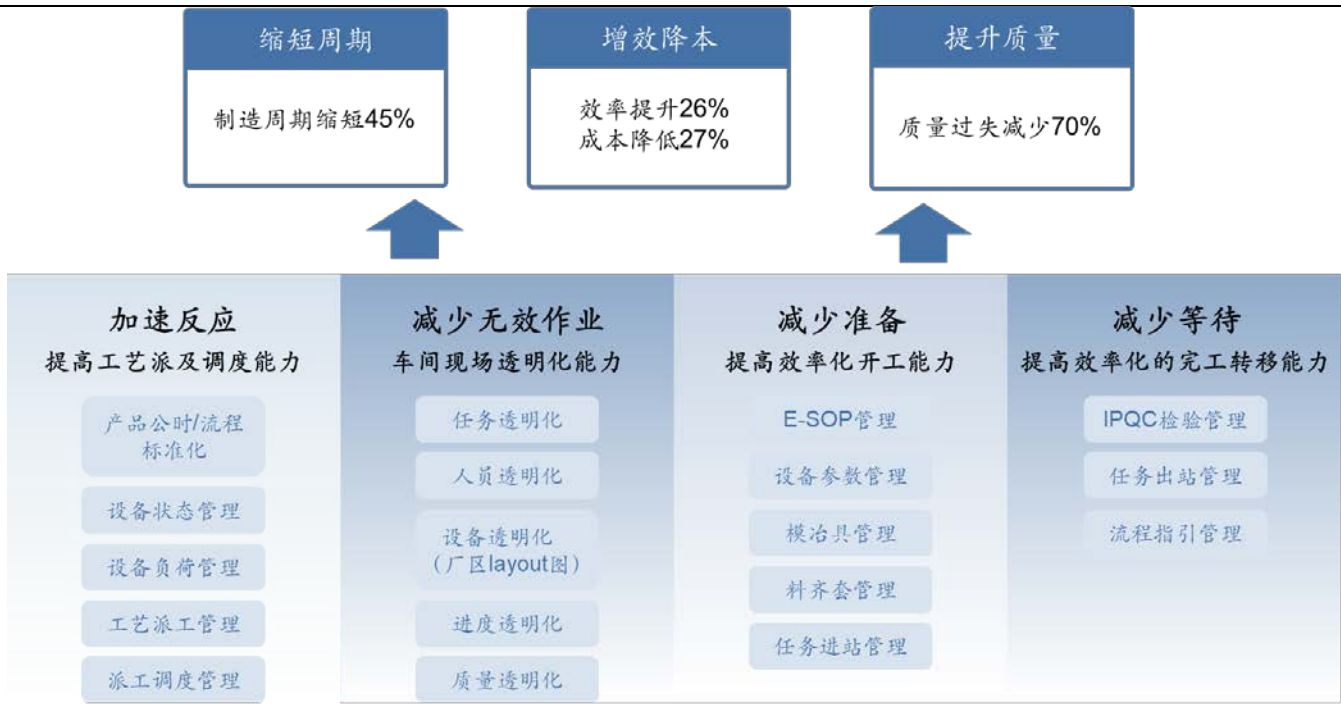 缩短周期
制造周期缩短45%
增效降本
效率提升26%
成本降低27%
提升质量
质量过失减少70%
加速反应
提高工艺派及调度能力
产品公时/流程
标准化
设备状态管理
设备负荷管理
工艺派工管理
派工调度管理
减少无效作业
车间现场透明化能力
任务透明化
人员透明化
设备透明化
(厂区layout图)
进度透明化
质量透明化
减少准备
提高效率化开工能力
E-SOP管理
设备参数管理
模冶具管理
料齐套管理
任务进站管理
减少等待
提高效率化的完工转移能力
IPQC检验管理
任务出站管理
流程指引管理